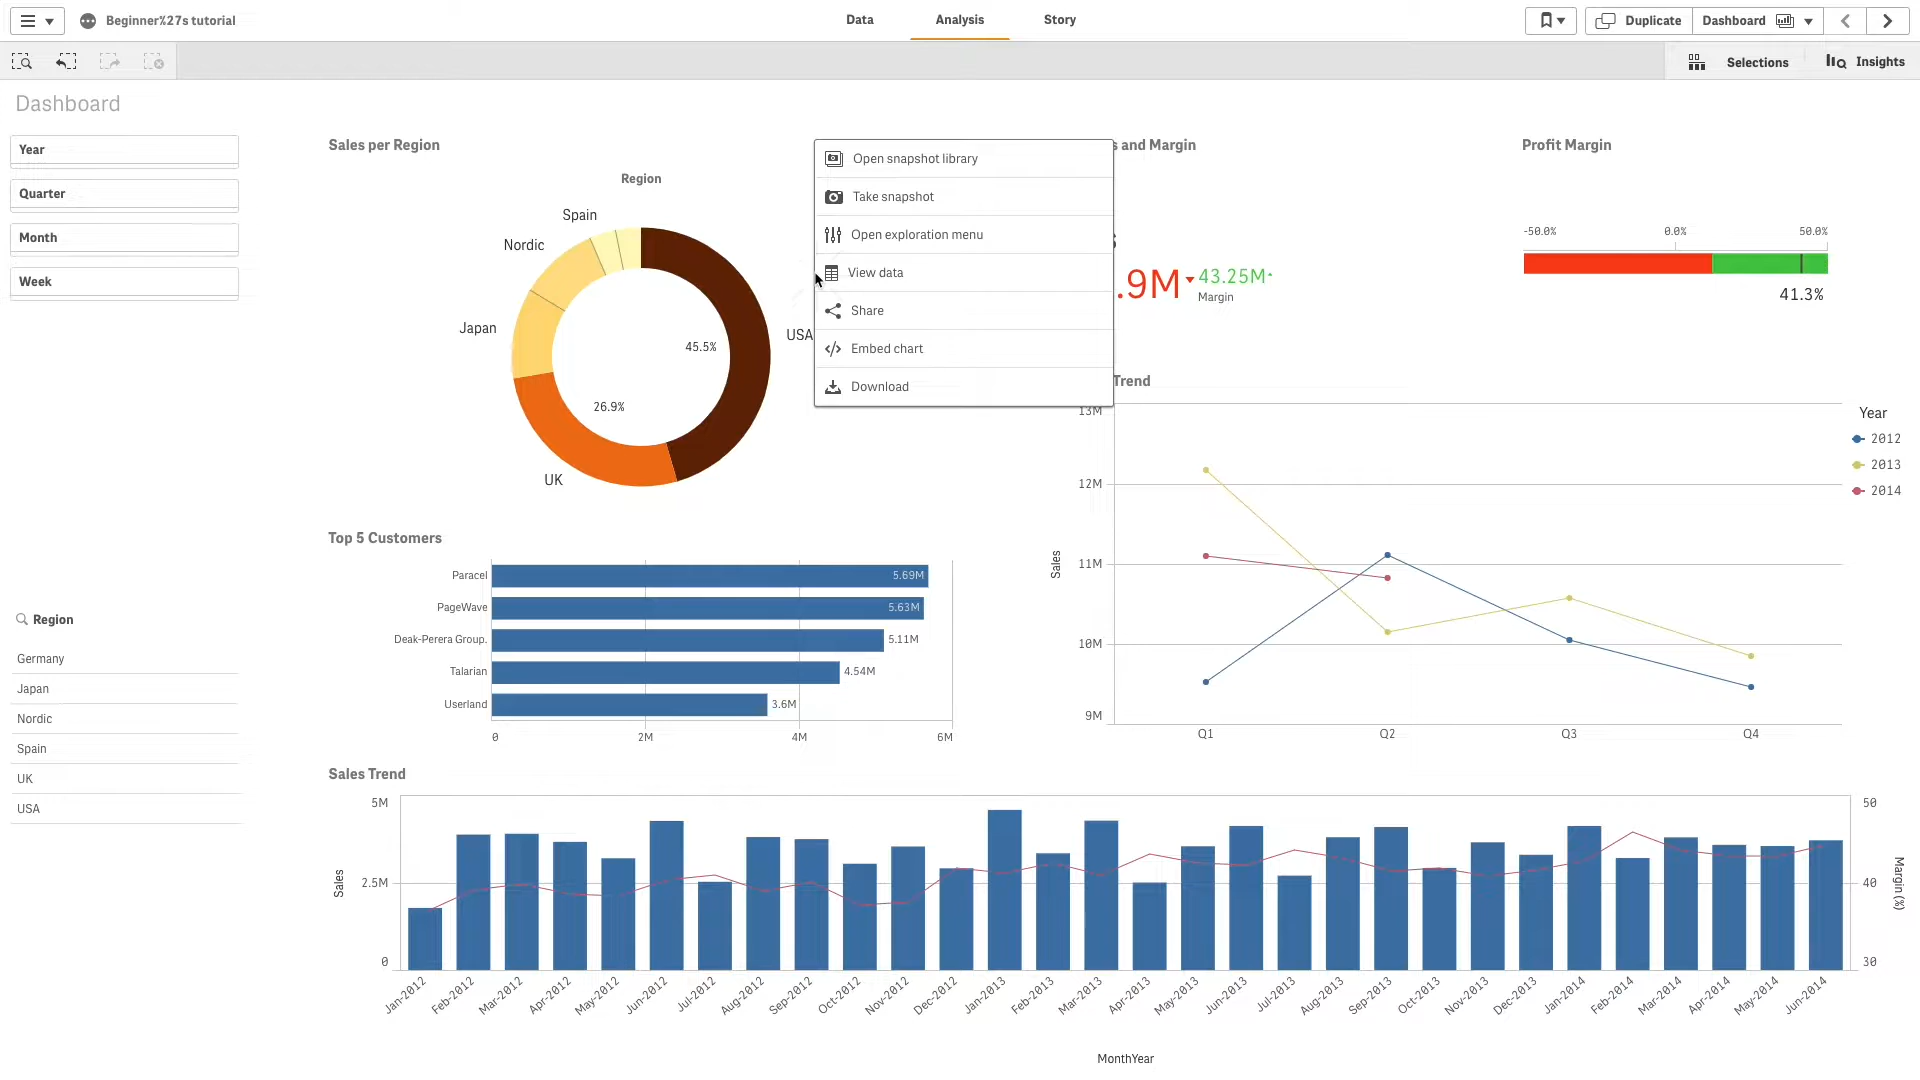 Beginner%27s tutorial
Data
Analysis
Story
Duplicate
Dashboard
Selections
Insights
Dashboard
Year
Quarter
Month
Week
Region
Germany
Japan
Nordic
Spain
UK
USA
Sales per Region
Region
Spain
Nordic
Japan
USA
UK
45.5%
26.9%
Open snapshot library
Take snapshot
Open exploration menu
View data
Share
Embed chart
Download
s and Margin
.9M
43.25M
Margin
Profit Margin
-50.0%
0.0%
50.0%
41.3%
Top 5 Customers
Paracel
5.69M
PageWave
5.63M
Deak-Perera Group.
5.11M
Talarian
4.54M
Userland
3.6M
0
2M
4M
6M
Trend
13M
12M
11M
10M
9M
Sales
Q1
Q2
Q3
Q4
Year
2012
2013
2014
Sales Trend
5M
2.5M
0
Sales
50
40
30
Margin (%)
Jan-2012
Feb-2012
Mar-2012
Apr-2012
May-2012
Jun-2012
Jul-2012
Aug-2012
Sep-2012
Oct-2012
Nov-2012
Dec-2012
Jan-2013
Feb-2013
Mar-2013
Apr-2013
May-2013
Jun-2013
Jul-2013
Aug-2013
Sep-2013
Oct-2013
Nov-2013
Dec-2013
Jan-2014
Feb-2014
Mar-2014
Apr-2014
May-2014
Jun-2014
MonthYear